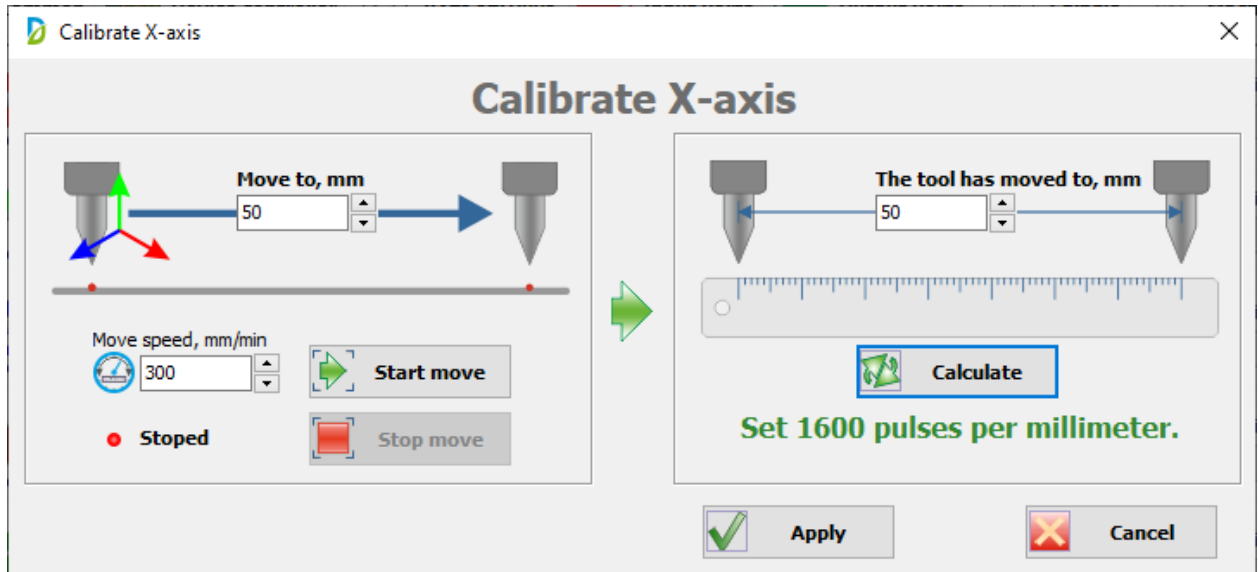 Calibrate X-axis
Calibrate X-axis
Move to, mm
50
Move speed, mm/min
300
Start move
Stoped
Stop move
The tool has moved to, mm
50
Calculate
Set 1600 pulses per millimeter.
Apply
Cancel